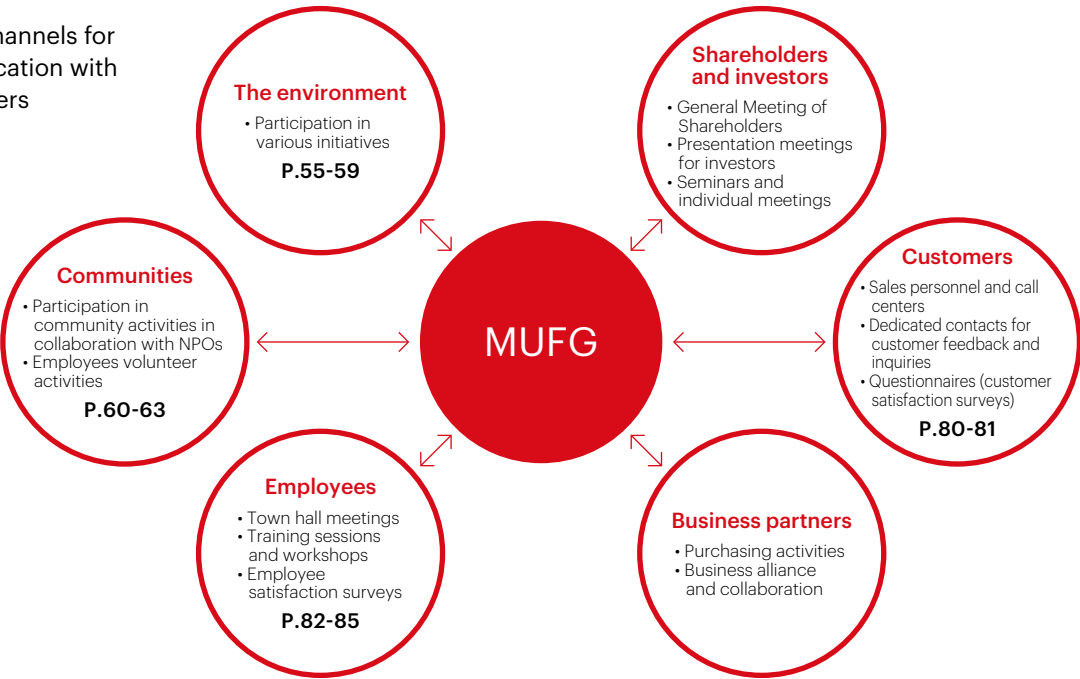 hannels for
cation with
ers
The environment
• Participation in
various initiatives
P.55-59
Shareholders
and investors
• General Meeting of
Shareholders
• Presentation meetings
for investors
• Seminars and
individual meetings
Communities
• Participation in
community activities in
collaboration with NPOs
• Employees volunteer
activities
P.60-63
MUFG
Customers
• Sales personnel and call
centers
• Dedicated contacts for
customer feedback and
inquiries
• Questionnaires (customer
satisfaction surveys)
P.80-81
Employees
• Town hall meetings
• Training sessions
and workshops
• Employee
satisfaction surveys
P.82-85
Business partners
• Purchasing activities
• Business alliance
and collaboration